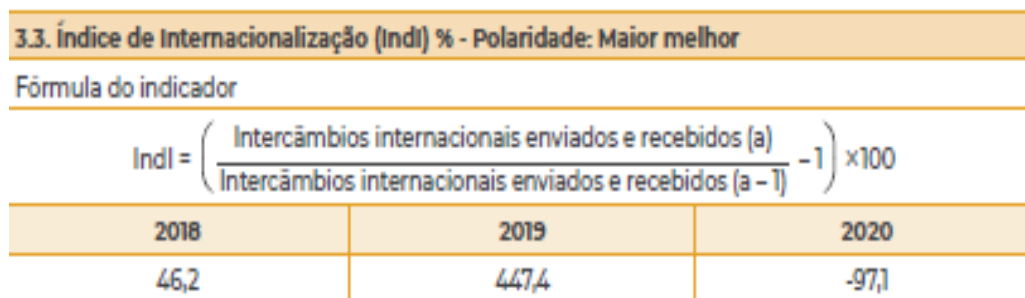 3.3. Índice de Internacionalização (IndI) % - Polaridade: Maior melhor
Fórmula do indicador
IndI = ( Intercâmbios internacionais enviados e recebidos (a) / Intercâmbios internacionais enviados e recebidos (a – 1) – 1 ) ×100
2018 2019 2020
46,2 447,4 -97,1